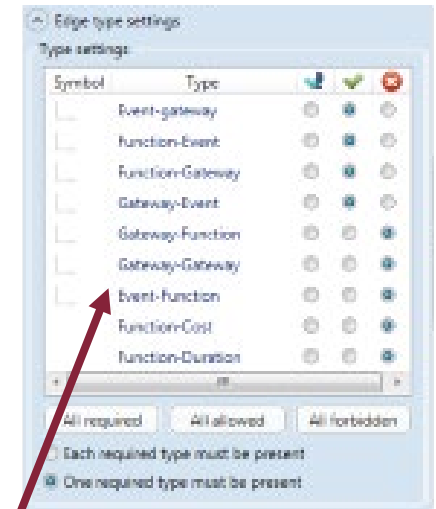 Edge type settings
Type settings
Symbol Type
Event-gateway
Function-Event
Function-Gateway
Gateway-Event
Gateway-Function
Gateway-Gateway
Event-Function
Function-Cost
Function-Duration
All required All allowed All forbidden
Each required type must be present
One required type must be present